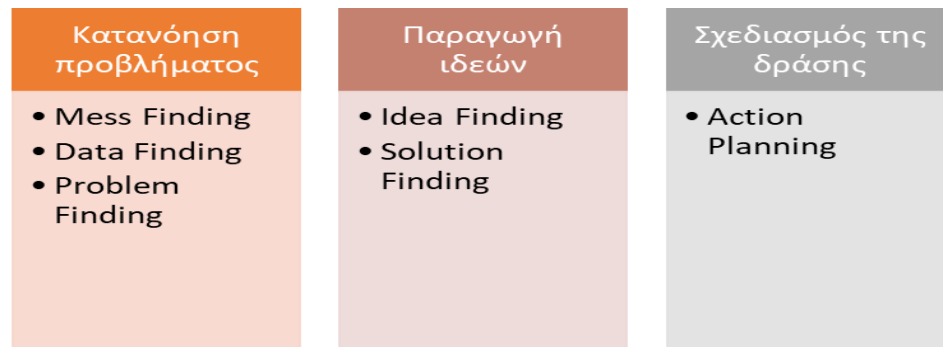 Κατανόηση
προβλήματος
• Mess Finding
• Data Finding
• Problem
Finding
Παραγωγή
ιδεών
• Idea Finding
• Solution
Finding
Σχεδιασμός της
δράσης
• Action
Planning